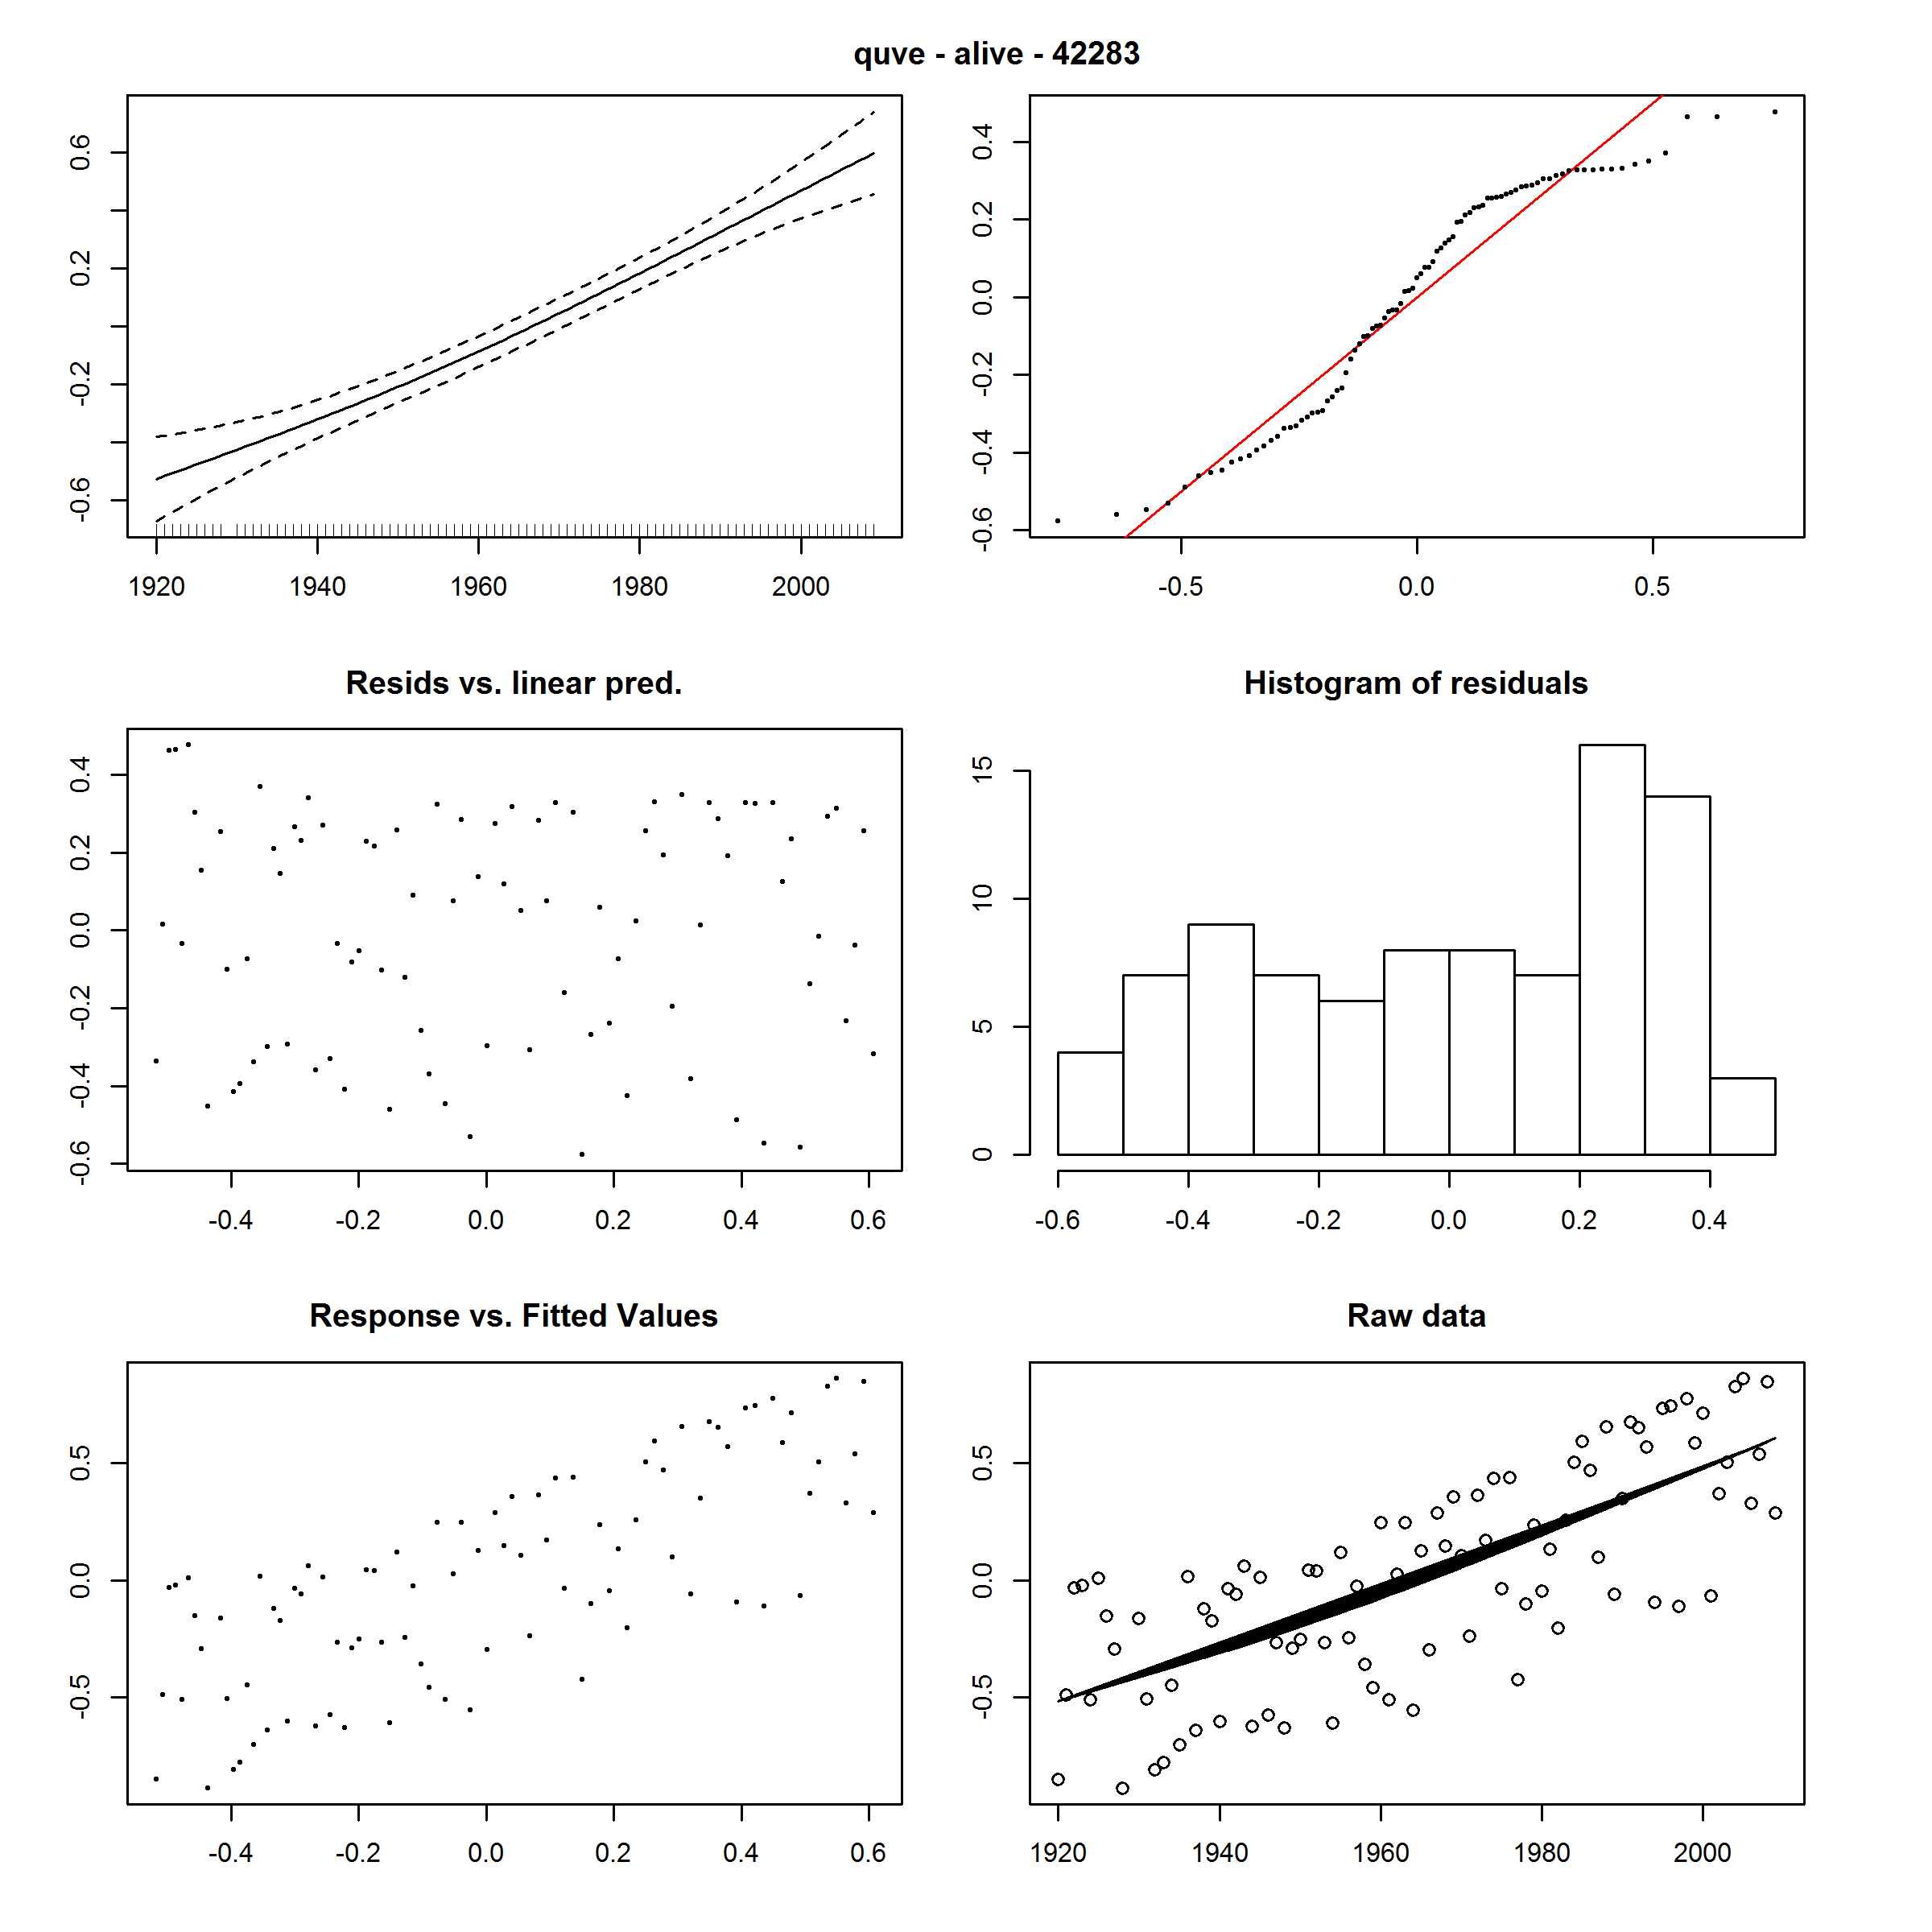 quve - alive - 42283
0.6
0.2
-0.2
-0.6
1920 1940 1960 1980 2000
0.4
0.2
0.0
-0.2
-0.4
-0.6
-0.5 0.0 0.5
Resids vs. linear pred.
0.4
0.2
0.0
-0.2
-0.4
-0.6
-0.4 -0.2 0.0 0.2 0.4 0.6
Histogram of residuals
15
10
5
0
-0.6 -0.4 -0.2 0.0 0.2 0.4
Response vs. Fitted Values
0.5
0.0
-0.5
-0.4 -0.2 0.0 0.2 0.4 0.6
Raw data
0.5
0.0
-0.5
1920 1940 1960 1980 2000